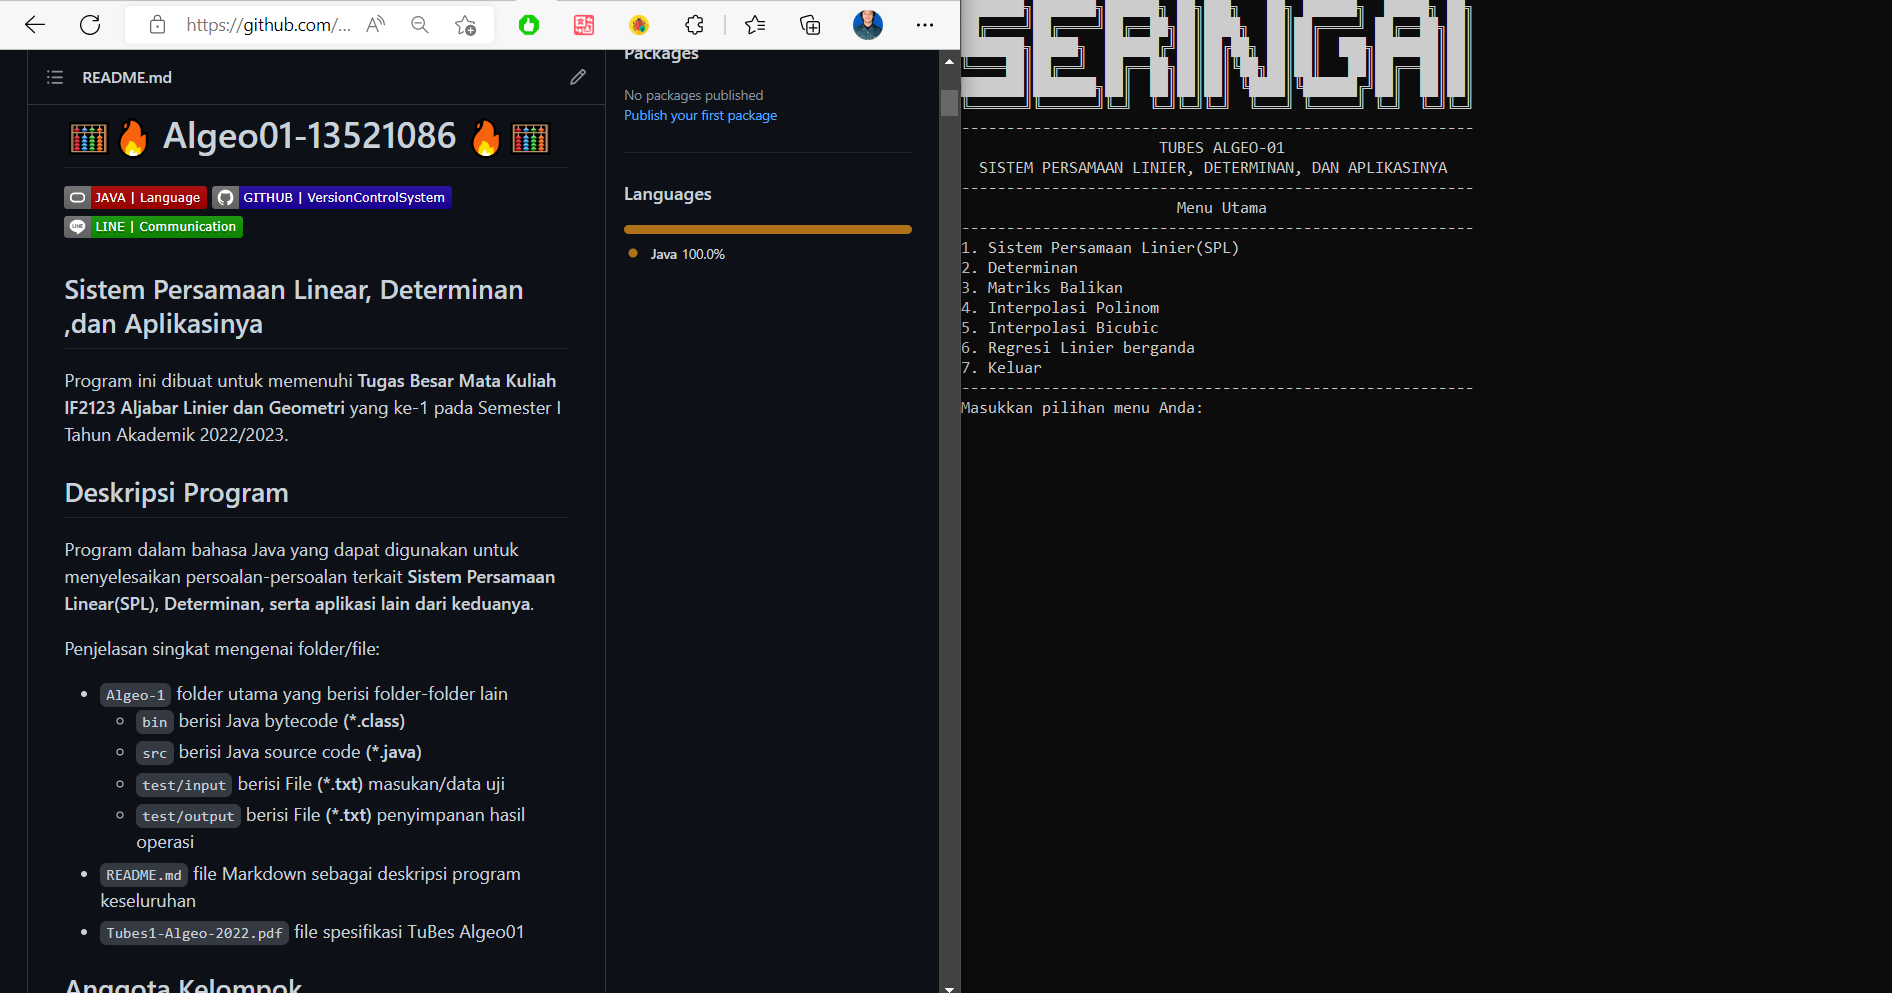 https://github.com/...
README.md
Algeo01-13521086
JAVA | Language
GITHUB | VersionControlSystem
LINE | Communication
Sistem Persamaan Linear, Determinan
,dan Aplikasinya
Program ini dibuat untuk memenuhi Tugas Besar Mata Kuliah
IF2123 Aljabar Linier dan Geometri yang ke-1 pada Semester I
Tahun Akademik 2022/2023.
Deskripsi Program
Program dalam bahasa Java yang dapat digunakan untuk
menyelesaikan persoalan-persoalan terkait Sistem Persamaan
Linear(SPL), Determinan, serta aplikasi lain dari keduanya.
Penjelasan singkat mengenai folder/file:
Algeo-1 folder utama yang berisi folder-folder lain
bin berisi Java bytecode (*.class)
src berisi Java source code (*.java)
test/input berisi File (*.txt) masukan/data uji
test/output berisi File (*.txt) penyimpanan hasil
operasi
README.md file Markdown sebagai deskripsi program
keseluruhan
Tubes1-Algeo-2022.pdf file spesifikasi TuBes Algeo01
Anggota Kelompok
Packages
No packages published
Publish your first package
Languages
Java 100.0%
SERINGAI
-----------------------------------------------------------
TUBES ALGEO-01
SISTEM PERSAMAAN LINIER, DETERMINAN, DAN APLIKASINYA
-----------------------------------------------------------
Menu Utama
-----------------------------------------------------------
1. Sistem Persamaan Linier(SPL)
2. Determinan
3. Matriks Balikan
4. Interpolasi Polinom
5. Interpolasi Bicubic
6. Regresi Linier berganda
7. Keluar
-----------------------------------------------------------
Masukkan pilihan menu Anda: